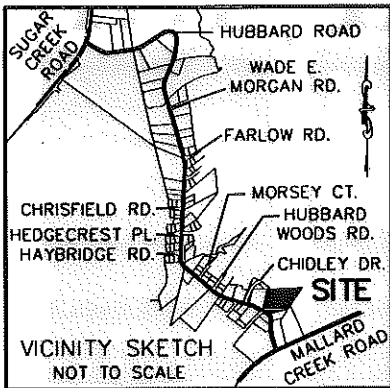 SUGAR
CREEK
ROAD
HUBBARD ROAD
WADE E.
MORGAN RD.
FARLOW RD.
CHRISFIELD RD.
HEDGECREST PL.
HAYBRIDGE RD.
MORSEY CT.
HUBBARD
WOODS RD.
CHIDLEY DR.
SITE
MALLARD
CREEK ROAD
VICINITY SKETCH
NOT TO SCALE